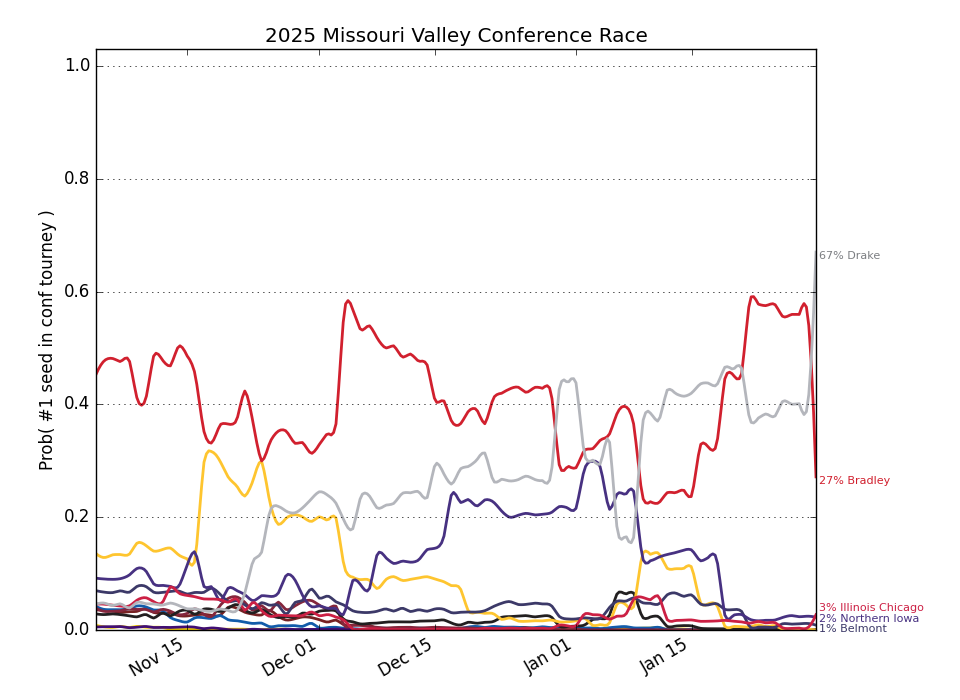 2025 Missouri Valley Conference Race
Prob( #1 seed in conf tourney )
1.0
0.8
0.6
0.4
0.2
0.0
67% Drake
27% Bradley
3% Illinois Chicago
2% Northern Iowa
1% Belmont
Nov 15
Dec 01
Dec 15
Jan 01
Jan 15